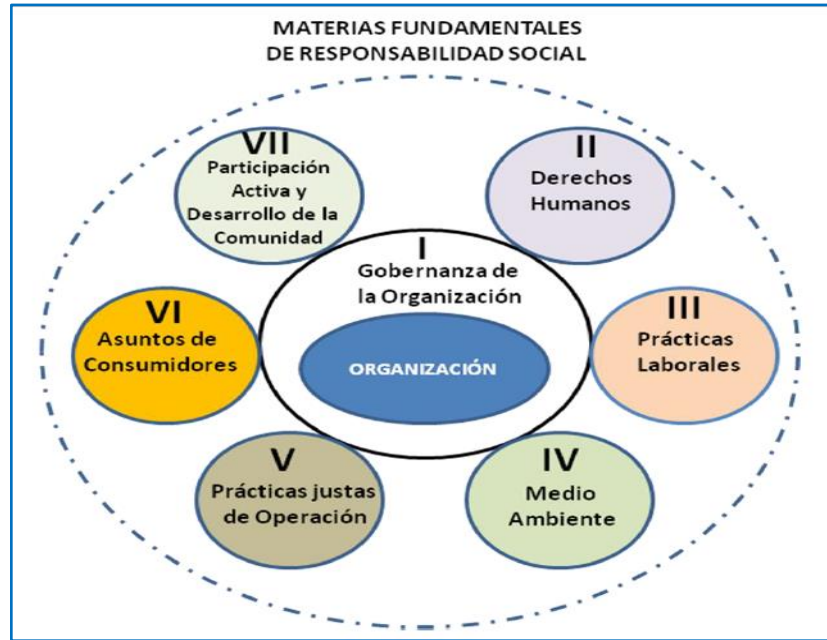 MATERIAS FUNDAMENTALES
DE RESPONSABILIDAD SOCIAL
I
Gobernanza de
la Organización
ORGANIZACIÓN
II
Derechos
Humanos
III
Prácticas
Laborales
IV
Medio
Ambiente
V
Prácticas justas
de Operación
VI
Asuntos de
Consumidores
VII
Participación
Activa y
Desarrollo de la
Comunidad